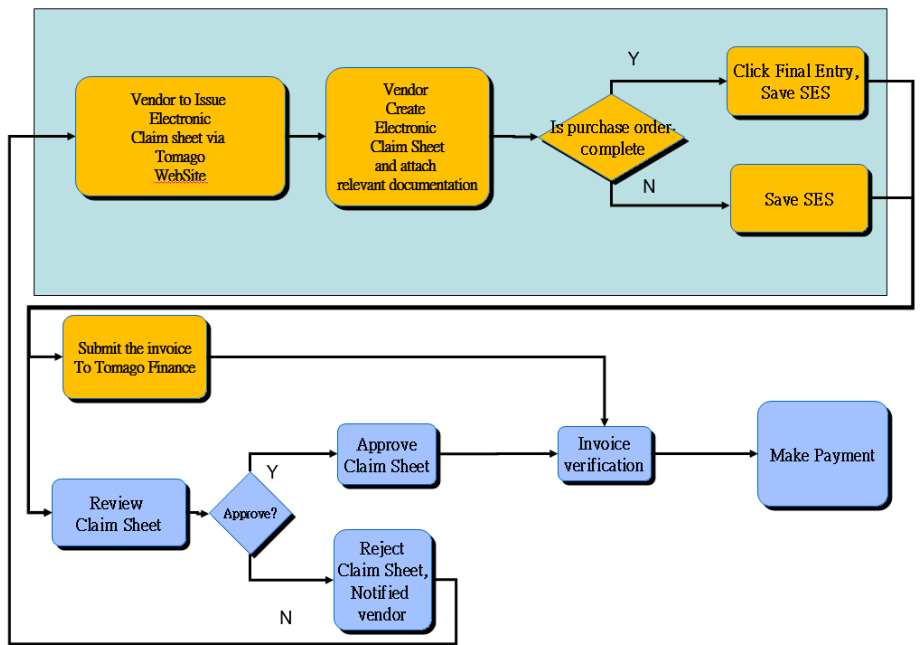 Vendor to Issue
Electronic
Claim sheet via
Tomago
WebSite
Vendor
Create
Electronic
Claim Sheet
and attach
relevant documentation
Is purchase order-
complete
Y
N
Click Final Entry,
Save SES
Save SES
Submit the invoice
To Tomago Finance
Review
Claim Sheet
Approve?
Y
N
Approve
Claim Sheet
Reject
Claim Sheet,
Notified
vendor
Invoice
verification
Make Payment